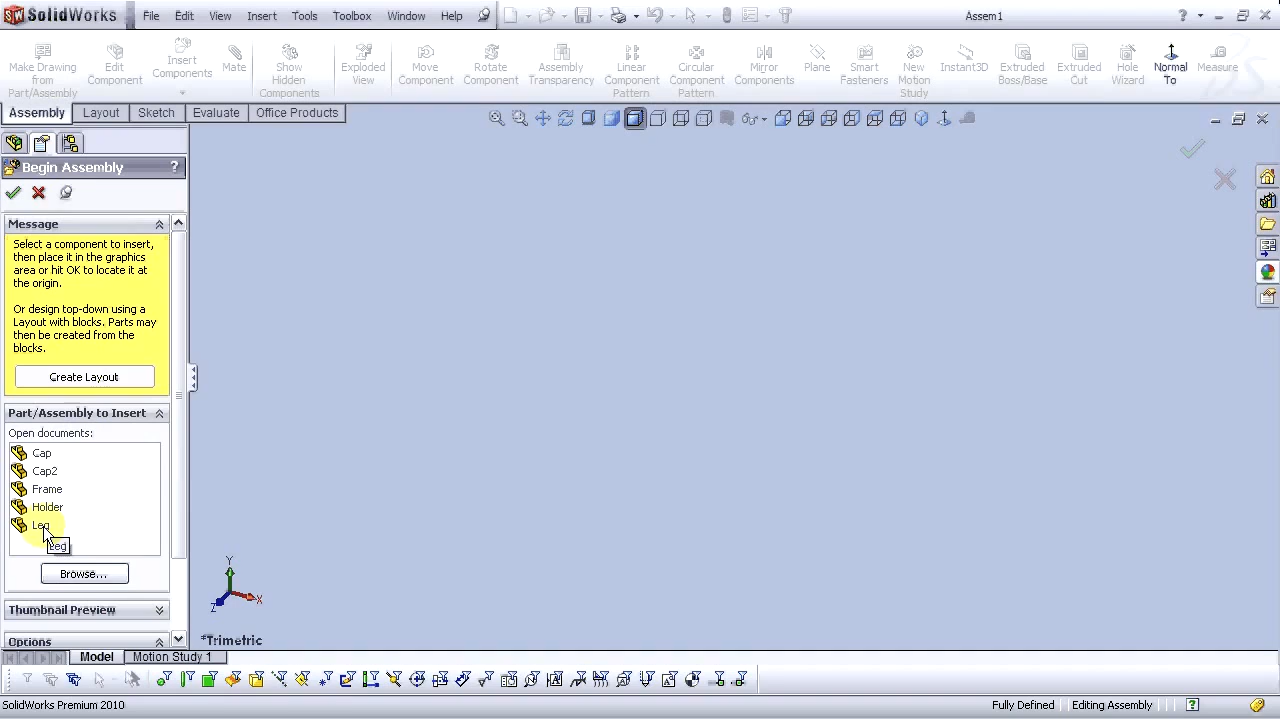 SolidWorks File Edit View Insert Tools Toolbox Window Help Assem1 ?
Make Drawing from Part/Assembly
Edit Component
Insert Components
Mate
Show Hidden Components
Exploded View
Move Component
Rotate Component
Assembly Transparency
Linear Component Pattern
Circular Component Pattern
Mirror Components
Plane
Smart Fasteners
New Motion Study
Instant3D
Extruded Boss/Base
Extruded Cut
Hole Wizard
Normal To
Measure
Assembly Layout Sketch Evaluate Office Products
Begin Assembly ?
Message
Select a component to insert,
then place it in the graphics
area or hit OK to locate it at
the origin.
Or design top-down using a
Layout with blocks. Parts may
then be created from the
blocks.
Create Layout
Part/Assembly to Insert
Open documents:
Cap
Cap2
Frame
Holder
Leg
Leg
Browse...
Thumbnail Preview
Options
Y
X
Z
*Trimetric
Model Motion Study 1
SolidWorks Premium 2010 Fully Defined Editing Assembly ?